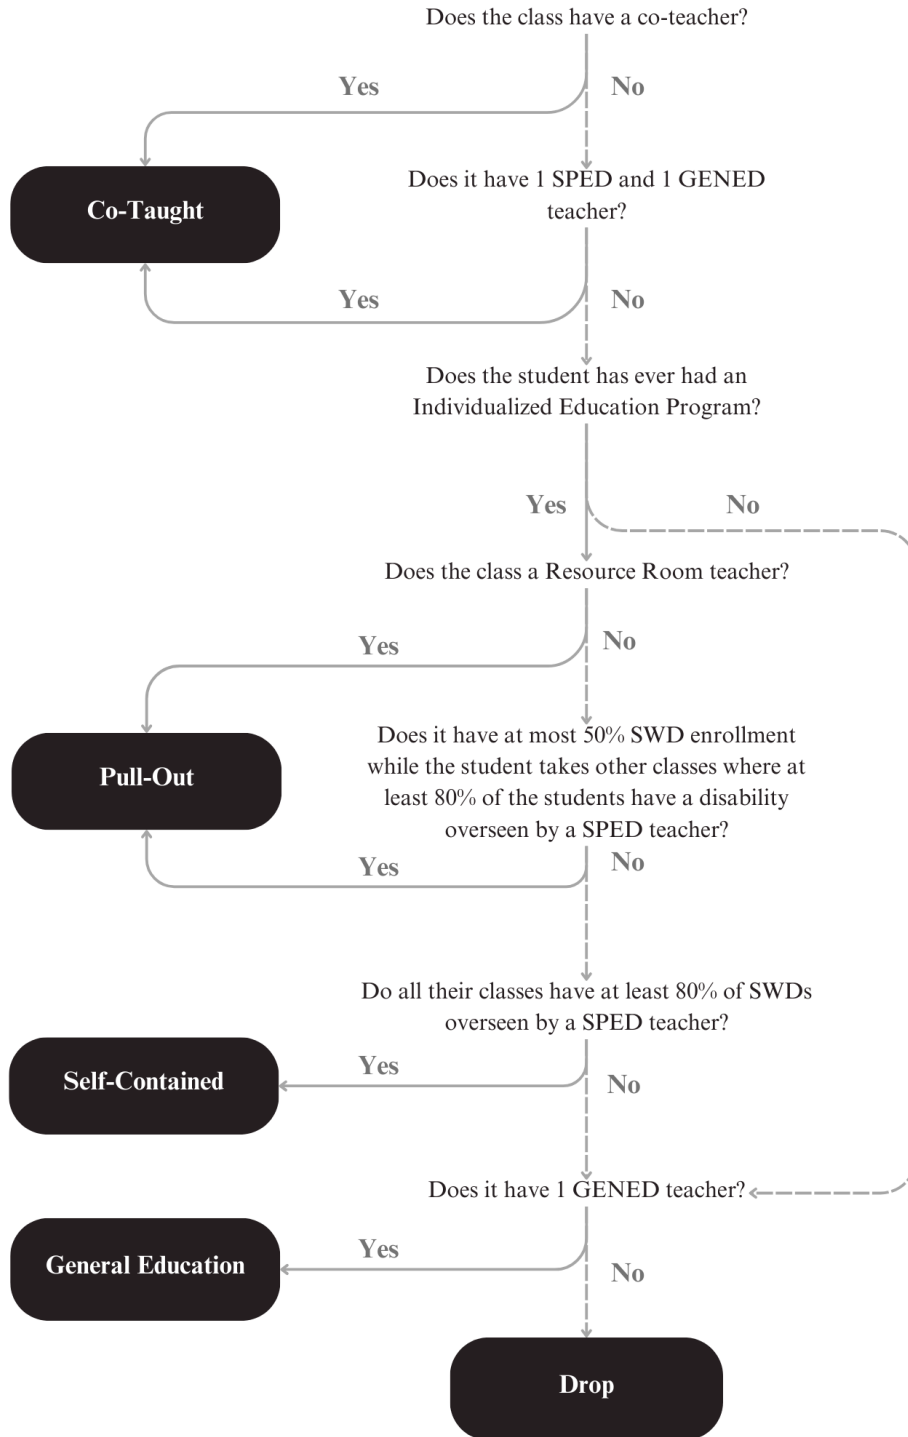 Does the class have a co-teacher?
Yes
No
Co-Taught
Does it have 1 SPED and 1 GENED
teacher?
Yes
No
Does the student has ever had an
Individualized Education Program?
Yes
No
Does the class a Resource Room teacher?
Yes
No
Pull-Out
Does it have at most 50% SWD enrollment
while the student takes other classes where at
least 80% of the students have a disability
overseen by a SPED teacher?
Yes
No
Do all their classes have at least 80% of SWDs
overseen by a SPED teacher?
Self-Contained
Yes
No
Does it have 1 GENED teacher?
General Education
Yes
No
Drop